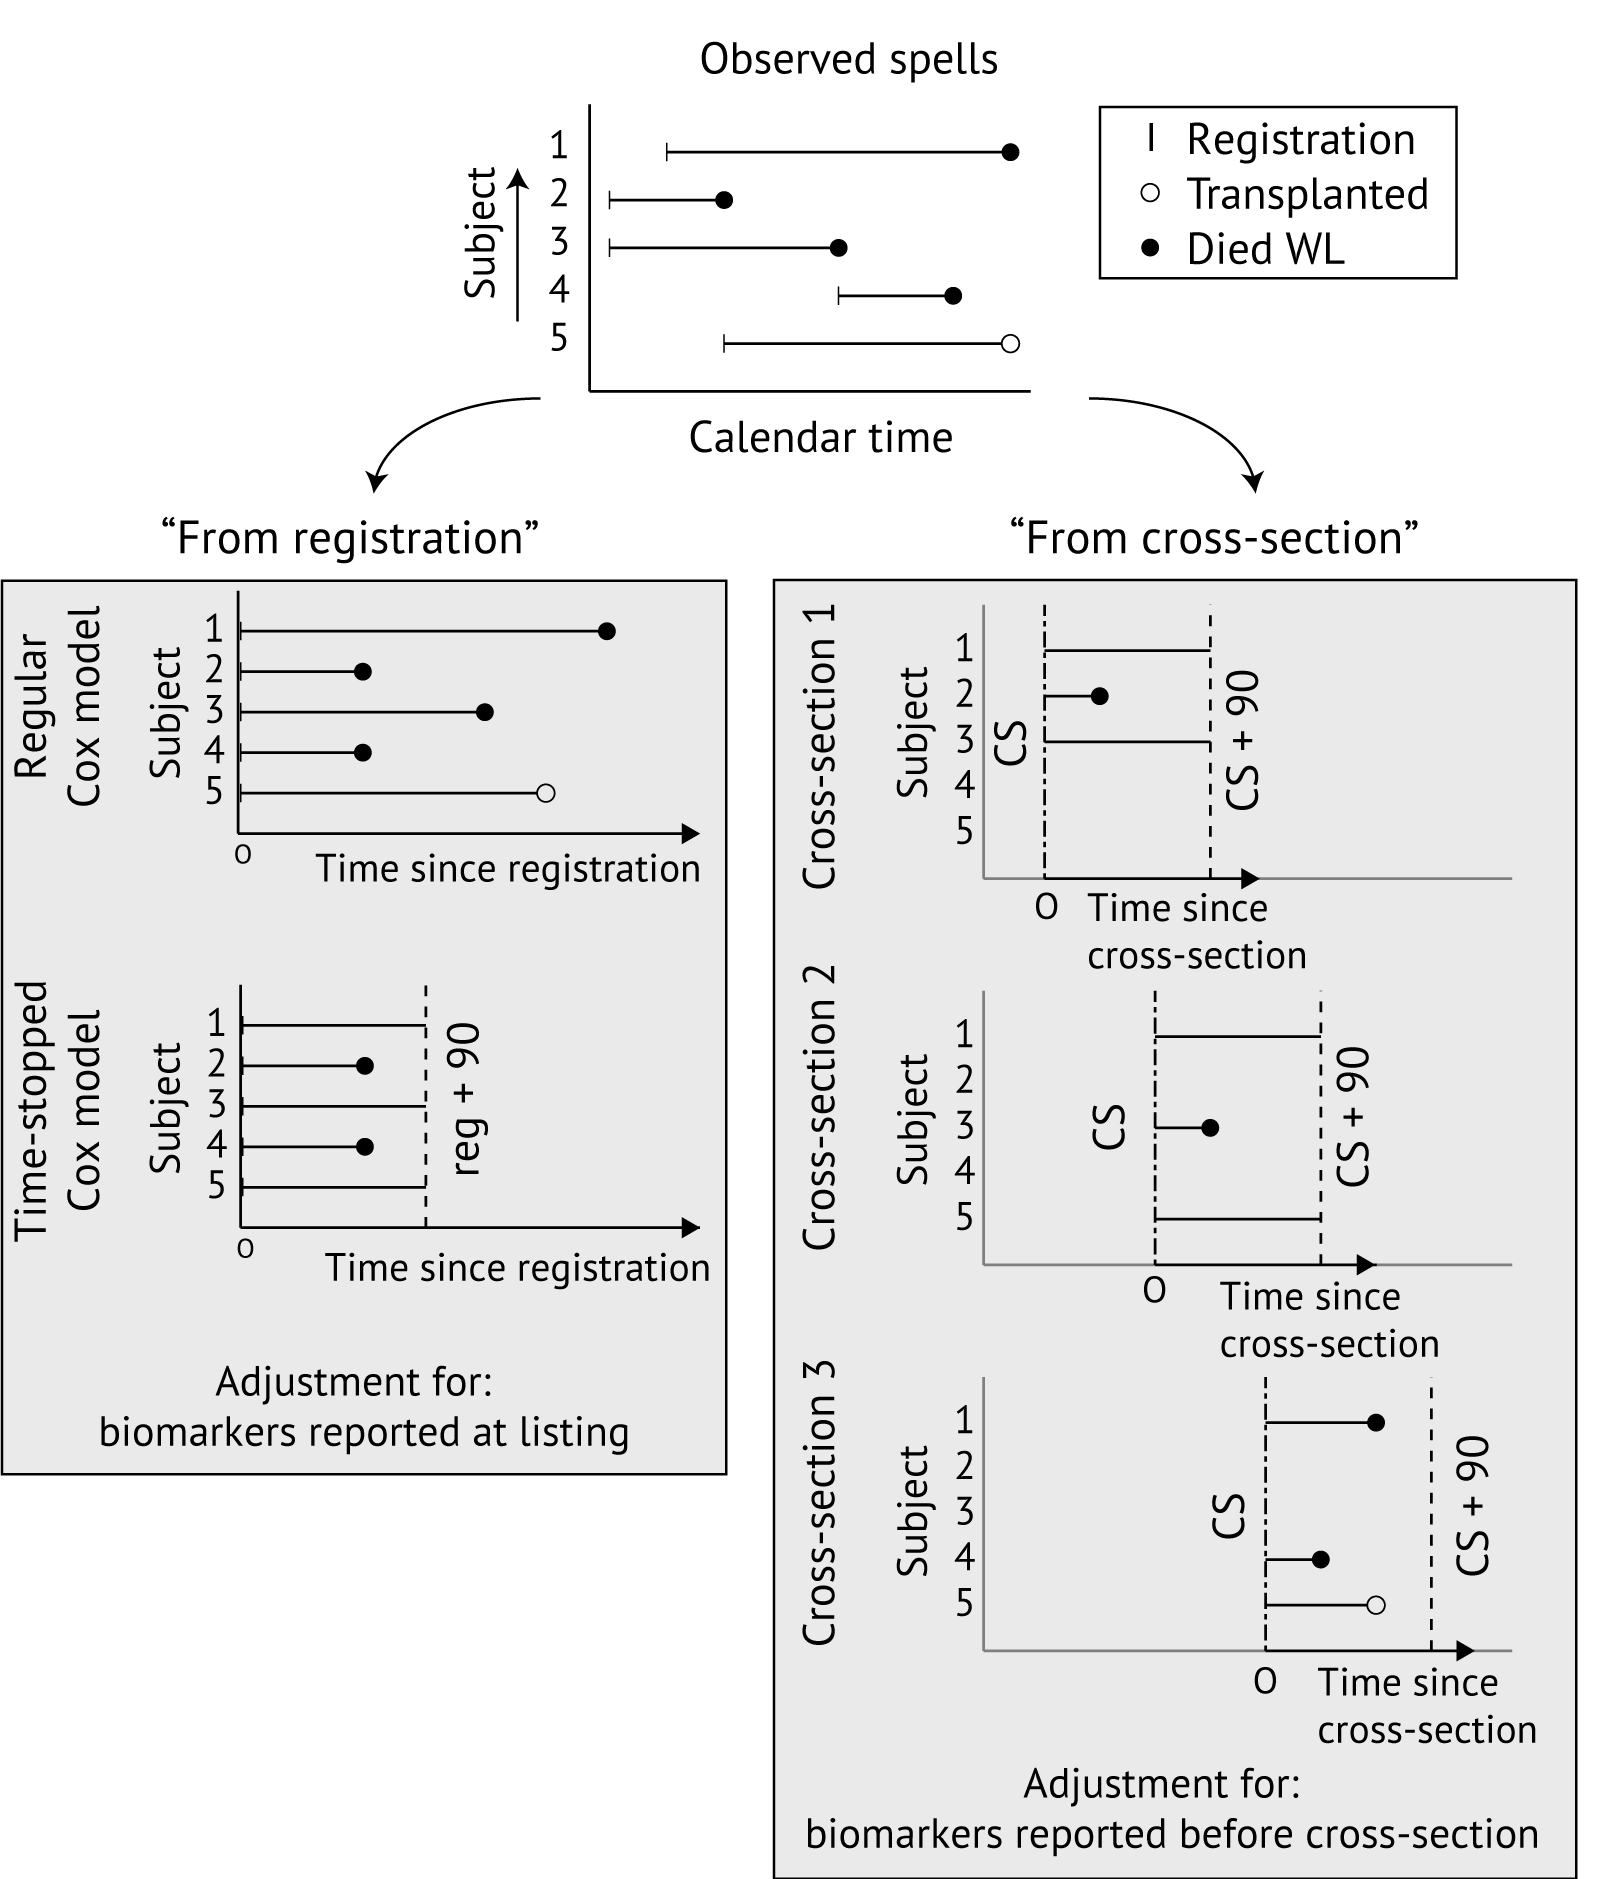 Observed spells
Subject
1
2
3
4
5
Calendar time
Registration
Transplanted
Died WL
“From registration”
Regular
Cox model
Subject
1
2
3
4
5
0
Time since registration
Time-stopped
Cox model
Subject
1
2
3
4
5
reg + 90
0
Time since registration
Adjustment for:
biomarkers reported at listing
“From cross-section”
Cross-section 1
Subject
1
2
3
4
5
CS
CS + 90
0
Time since
cross-section
Cross-section 2
Subject
1
2
3
4
5
CS
CS + 90
0
Time since
cross-section
Cross-section 3
Subject
1
2
3
4
5
CS
CS + 90
0
Time since
cross-section
Adjustment for:
biomarkers reported before cross-section